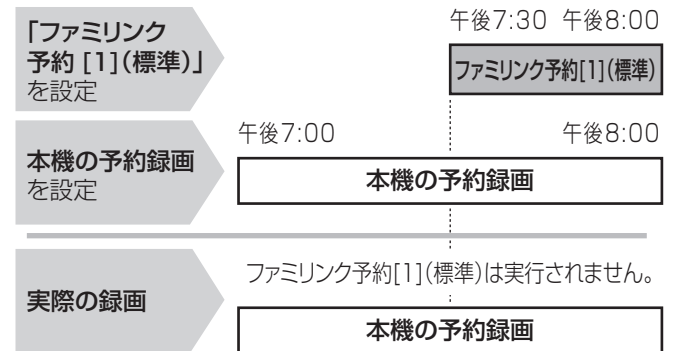 「ファミリンク
予約 [1](標準)」
を設定
午後7:30 午後8:00
ファミリンク予約[1](標準)
本機の予約録画
を設定
午後7:00 午後8:00
本機の予約録画
実際の録画
ファミリンク予約[1](標準)は実行されません。
本機の予約録画